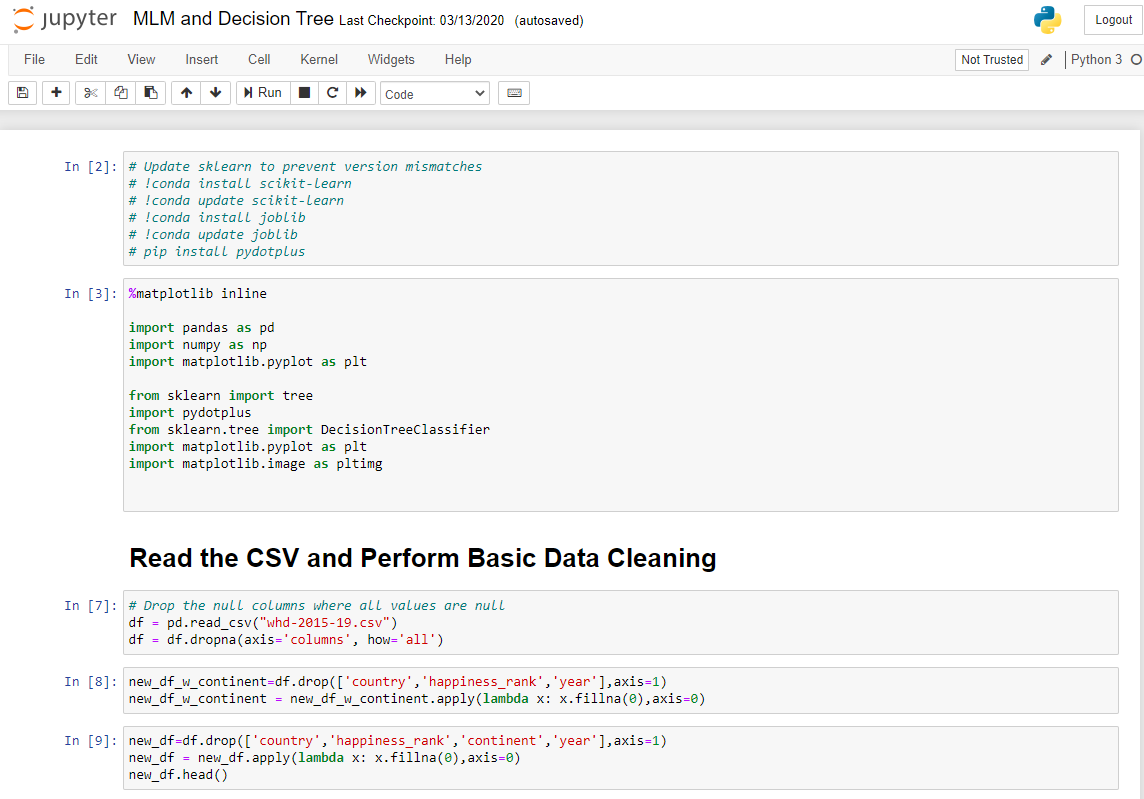 jupyter MLM and Decision Tree Last Checkpoint: 03/13/2020 (autosaved) Logout
File Edit View Insert Cell Kernel Widgets Help Not Trusted Python 3
Run Code
In [2]: # Update sklearn to prevent version mismatches
# !conda install scikit-learn
# !conda update scikit-learn
# !conda install joblib
# !conda update joblib
# pip install pydotplus
In [3]: %matplotlib inline
import pandas as pd
import numpy as np
import matplotlib.pyplot as plt
from sklearn import tree
import pydotplus
from sklearn.tree import DecisionTreeClassifier
import matplotlib.pyplot as plt
import matplotlib.image as pltimg
Read the CSV and Perform Basic Data Cleaning
In [7]: # Drop the null columns where all values are null
df = pd.read_csv("whd-2015-19.csv")
df = df.dropna(axis='columns', how='all')
In [8]: new_df_w_continent=df.drop(['country','happiness_rank','year'],axis=1)
new_df_w_continent = new_df_w_continent.apply(lambda x: x.fillna(0),axis=0)
In [9]: new_df=df.drop(['country','happiness_rank','continent','year'],axis=1)
new_df = new_df.apply(lambda x: x.fillna(0),axis=0)
new_df.head()